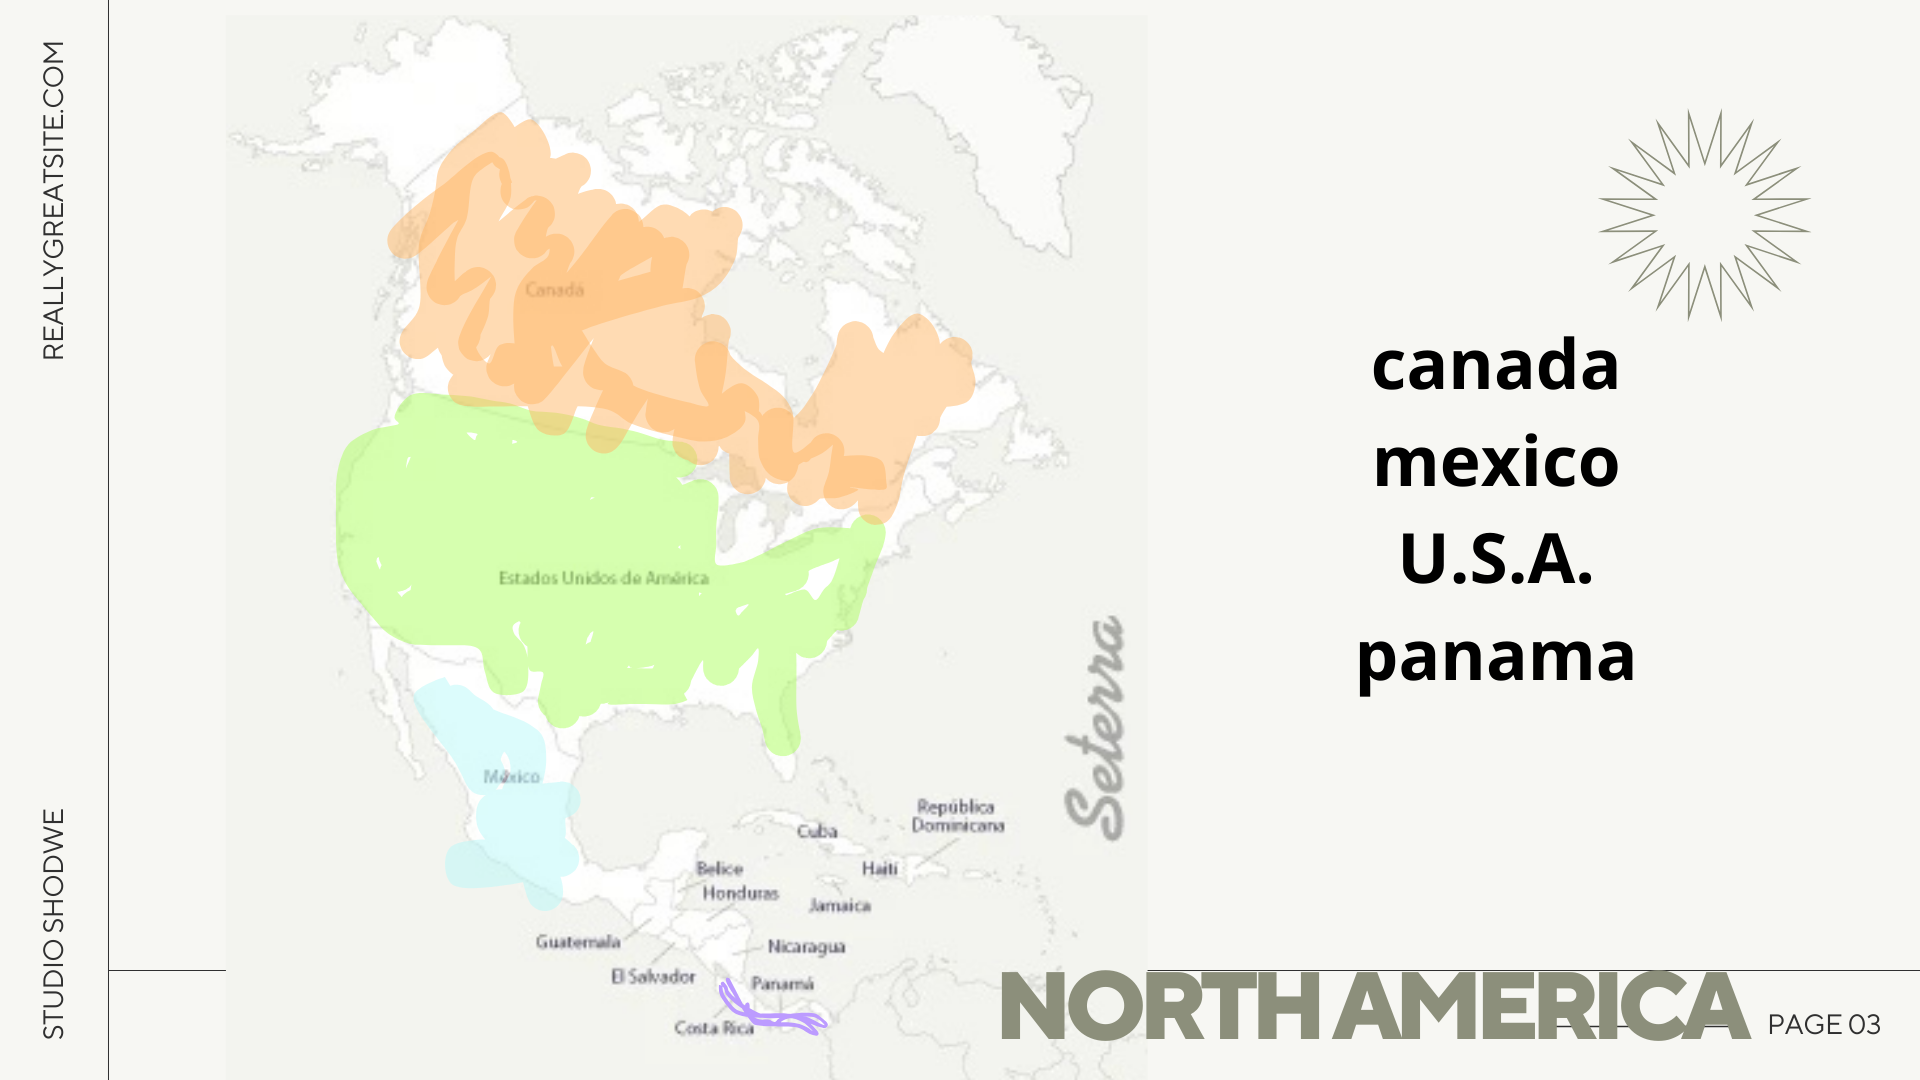 REALLYGREATSITE.COM
STUDIO SHODWE
Canadá
Estados Unidos de América
México
Cuba
República
Dominicana
Belice
Haití
Honduras
Jamaica
Guatemala
Nicaragua
El Salvador
Panamá
Costa Rica
Seterra
canada
mexico
U.S.A.
panama
NORTH AMERICA
PAGE 03